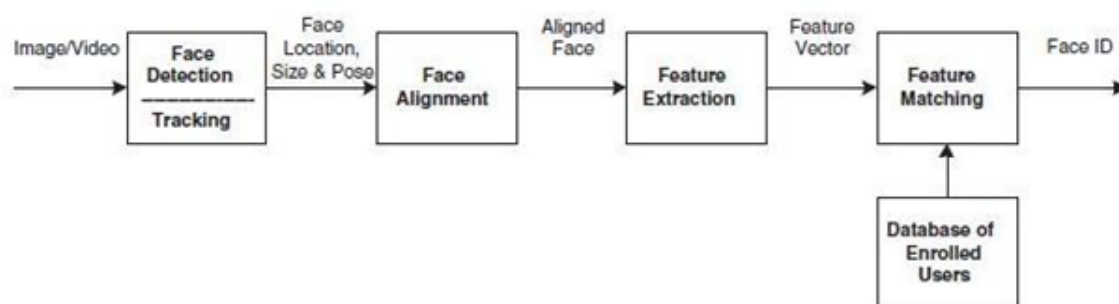 Image/Video
Face
Detection
Tracking
Face
Location,
Size & Pose
Face
Alignment
Aligned
Face
Feature
Extraction
Feature
Vector
Feature
Matching
Face ID
Database of
Enrolled
Users